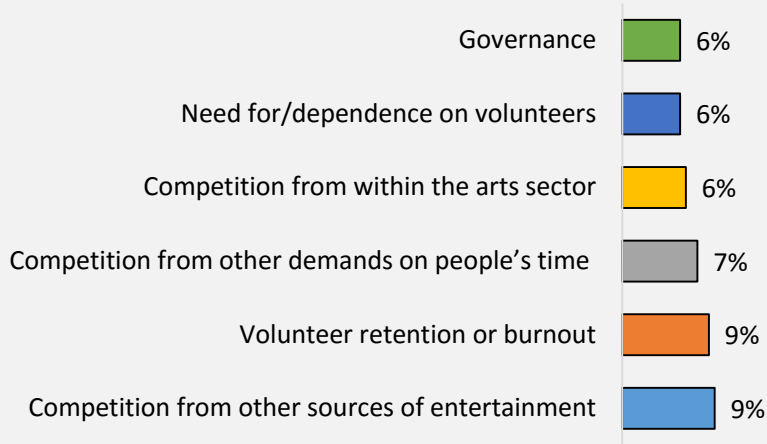 Governance 6%
Need for/dependence on volunteers 6%
Competition from within the arts sector 6%
Competition from other demands on people’s time 7%
Volunteer retention or burnout 9%
Competition from other sources of entertainment 9%